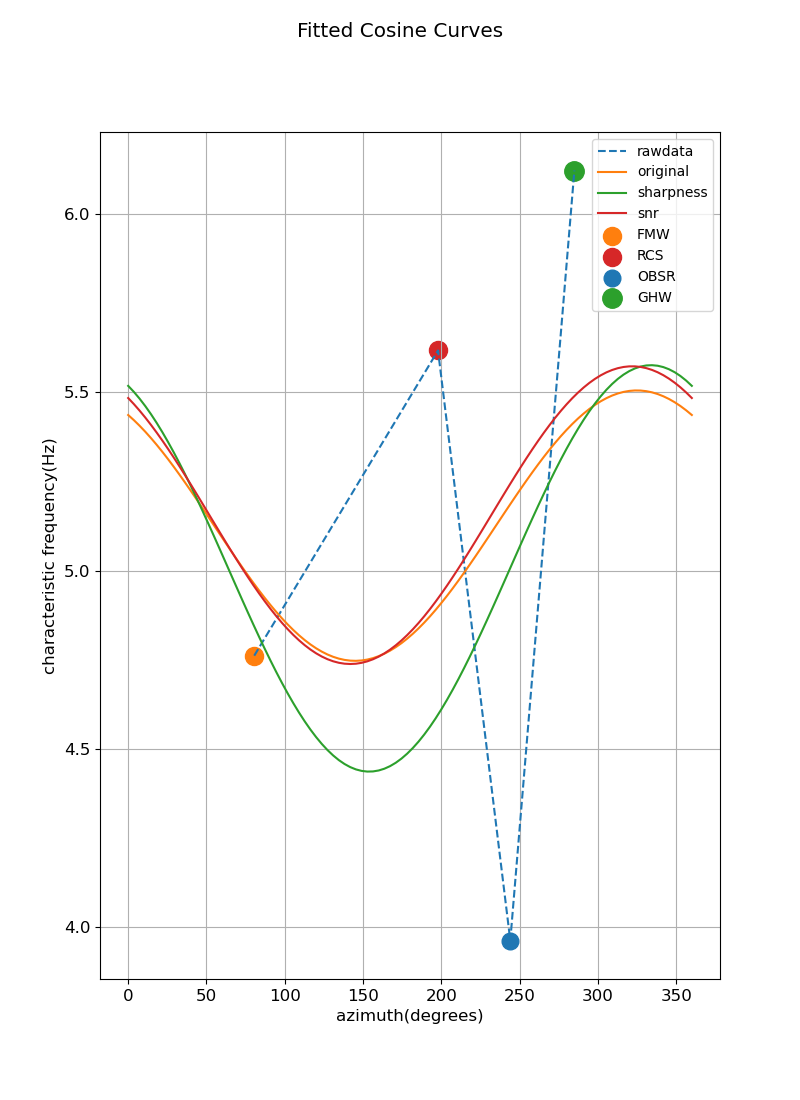 Fitted Cosine Curves
rawdata
original
sharpness
snr
FMW
RCS
OBSR
GHW
6.0
5.5
5.0
4.5
4.0
characteristic frequency(Hz)
0 50 100 150 200 250 300 350
azimuth(degrees)